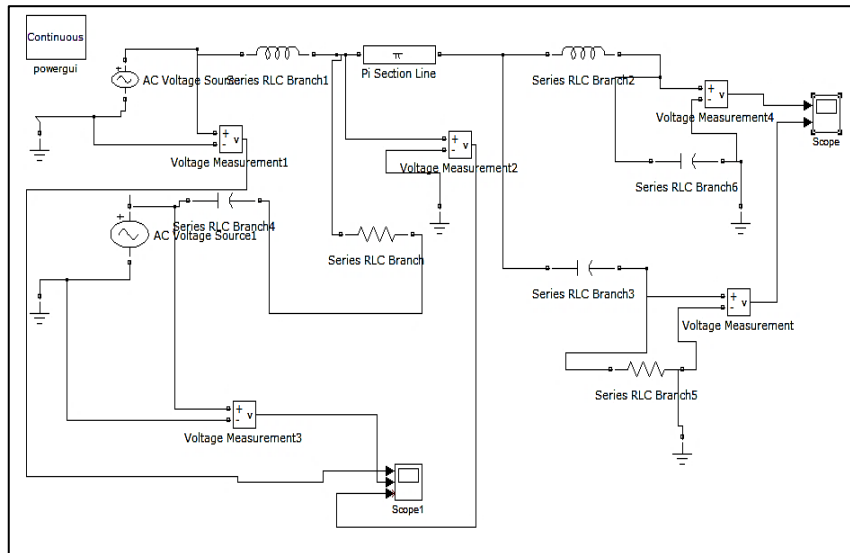 Continuous
powergui
AC Voltage Source
Series RLC Branch1
π
Pi Section Line
Series RLC Branch2
+
-
v
Voltage Measurement4
Scope
+
-
v
Voltage Measurement1
+
-
v
Voltage Measurement2
Series RLC Branch6
Series RLC Branch4
+
AC Voltage Source1
Series RLC Branch
Series RLC Branch3
+
-
v
Voltage Measurement
Series RLC Branch5
+
-
v
Voltage Measurement3
Scope1